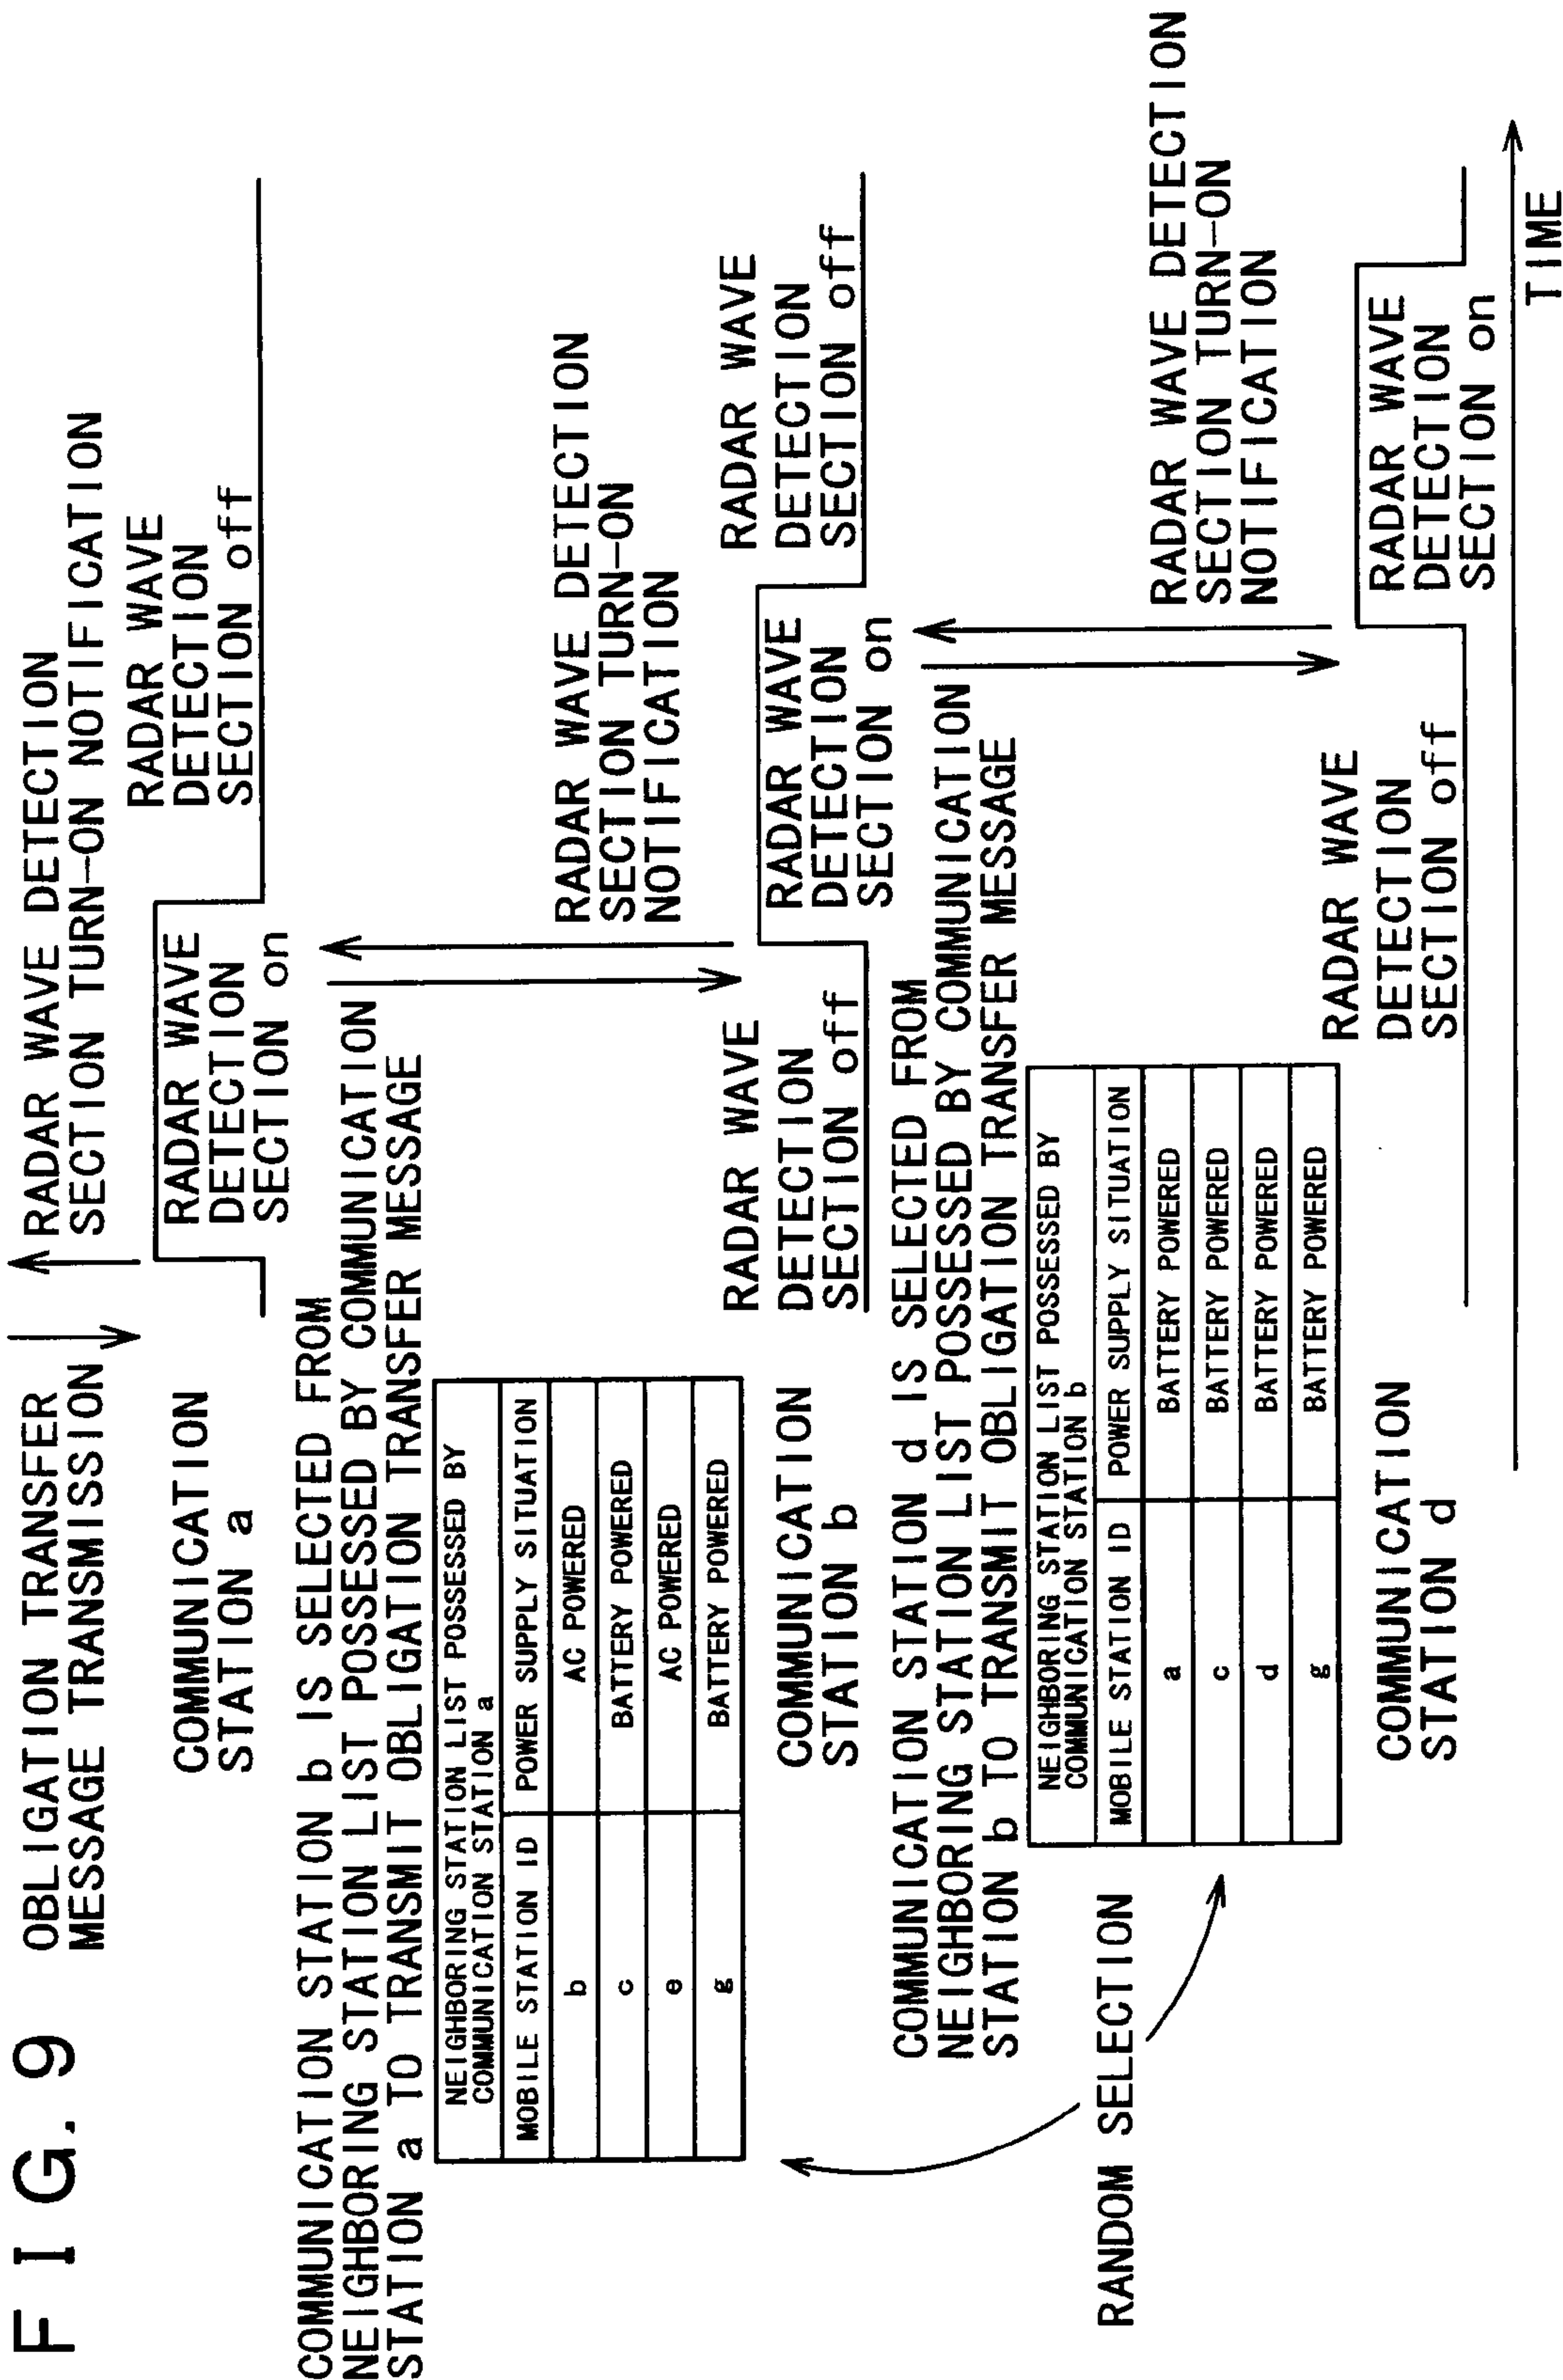 FIG. 9
OBLIGATION TRANSFER
MESSAGE TRANSMISSION
RADAR WAVE DETECTION
SECTION TURN-ON NOTIFICATION
COMMUNICATION
STATION a
RADAR WAVE
DETECTION
SECTION on
RADAR WAVE
DETECTION
SECTION off
COMMUNICATION STATION b IS SELECTED FROM
NEIGHBORING STATION LIST POSSESSED BY COMMUNICATION
STATION a TO TRANSMIT OBLIGATION TRANSFER MESSAGE
NEIGHBORING STATION LIST POSSESSED BY
COMMUNICATION STATION a
MOBILE STATION ID POWER SUPPLY SITUATION
b AC POWERED
c BATTERY POWERED
e AC POWERED
g BATTERY POWERED
RADAR WAVE DETECTION
SECTION TURN-ON
NOTIFICATION
COMMUNICATION
STATION b
RADAR WAVE
DETECTION
SECTION off
RADAR WAVE
DETECTION
SECTION on
RADAR WAVE
DETECTION
SECTION off
COMMUNICATION STATION d IS SELECTED FROM
NEIGHBORING STATION LIST POSSESSED BY COMMUNICATION
STATION b TO TRANSMIT OBLIGATION TRANSFER MESSAGE
RANDOM SELECTION
NEIGHBORING STATION LIST POSSESSED BY
COMMUNICATION STATION b
MOBILE STATION ID POWER SUPPLY SITUATION
a BATTERY POWERED
c BATTERY POWERED
d BATTERY POWERED
g BATTERY POWERED
RADAR WAVE DETECTION
SECTION TURN-ON
NOTIFICATION
COMMUNICATION
STATION d
RADAR WAVE
DETECTION
SECTION off
RADAR WAVE
DETECTION
SECTION on
TIME